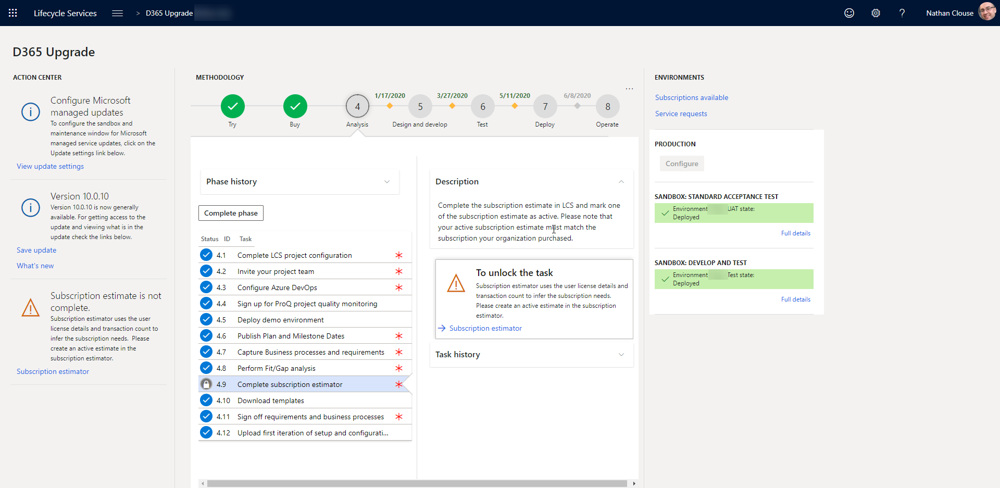 Lifecycle Services
> D365 Upgrade
?
Nathan Clouse
D365 Upgrade
ACTION CENTER
Configure Microsoft
managed updates
To configure the sandbox and
maintenance window for Microsoft
managed service updates, click on the
Update settings link below.
View update settings
Version 10.0.10
Version 10.0.10 is now generally
available. For getting access to the
update and viewing what is in the
update check the links below.
Save update
What's new
Subscription estimate is not
complete.
Subscription estimator uses the user
license details and transaction count to
infer the subscription needs. Please
create an active estimate in the
subscription estimator.
Subscription estimator
METHODOLOGY
...
1/17/2020
3/27/2020
5/11/2020
6/8/2020
4
5
6
7
8
Try
Buy
Analysis
Design and develop
Test
Deploy
Operate
Phase history
Complete phase
Status ID Task
4.1 Complete LCS project configuration *
4.2 Invite your project team *
4.3 Configure Azure DevOps *
4.4 Sign up for ProQ project quality monitoring
4.5 Deploy demo environment
4.6 Publish Plan and Milestone Dates *
4.7 Capture Business processes and requirements *
4.8 Perform Fit/Gap analysis *
4.9 Complete subscription estimator *
4.10 Download templates
4.11 Sign off requirements and business processes *
4.12 Upload first iteration of setup and configurati...
Description
Complete the subscription estimate in LCS and mark one
of the subscription estimate as active. Please note that
your active subscription estimate must match the
subscription your organization purchased.
To unlock the task
Subscription estimator uses the user license details and
transaction count to infer the subscription needs.
Please create an active estimate in the subscription
estimator.
Subscription estimator
Task history
ENVIRONMENTS
Subscriptions available
Service requests
PRODUCTION
Configure
SANDBOX: STANDARD ACCEPTANCE TEST
Environment UAT state:
Deployed
Full details
SANDBOX: DEVELOP AND TEST
Environment Test state:
Deployed
Full details